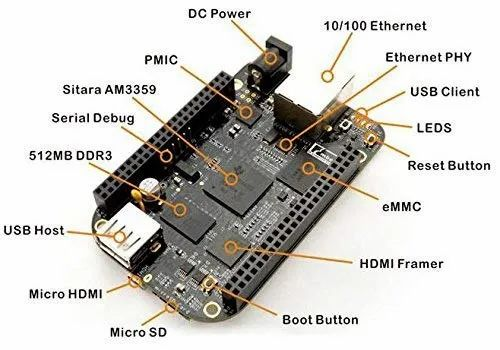 DC Power
10/100 Ethernet
PMIC
Ethernet PHY
Sitara AM3359
USB Client
Serial Debug
LEDS
512MB DDR3
Reset Button
eMMC
USB Host
HDMI Framer
Micro HDMI
Boot Button
Micro SD